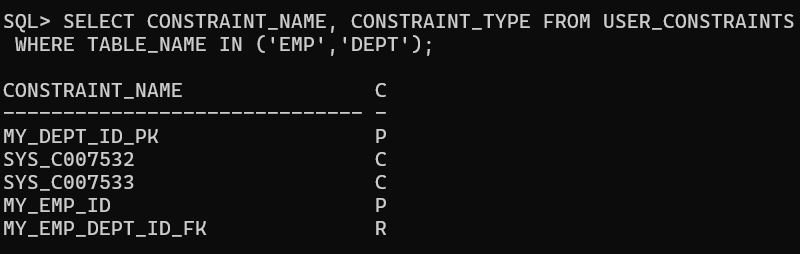 SQL> SELECT CONSTRAINT_NAME, CONSTRAINT_TYPE FROM USER_CONSTRAINTS
 WHERE TABLE_NAME IN ('EMP','DEPT');
CONSTRAINT_NAME                C
------------------------------ -
MY_DEPT_ID_PK                  P
SYS_C007532                    C
SYS_C007533                    C
MY_EMP_ID                      P
MY_EMP_DEPT_ID_FK              R